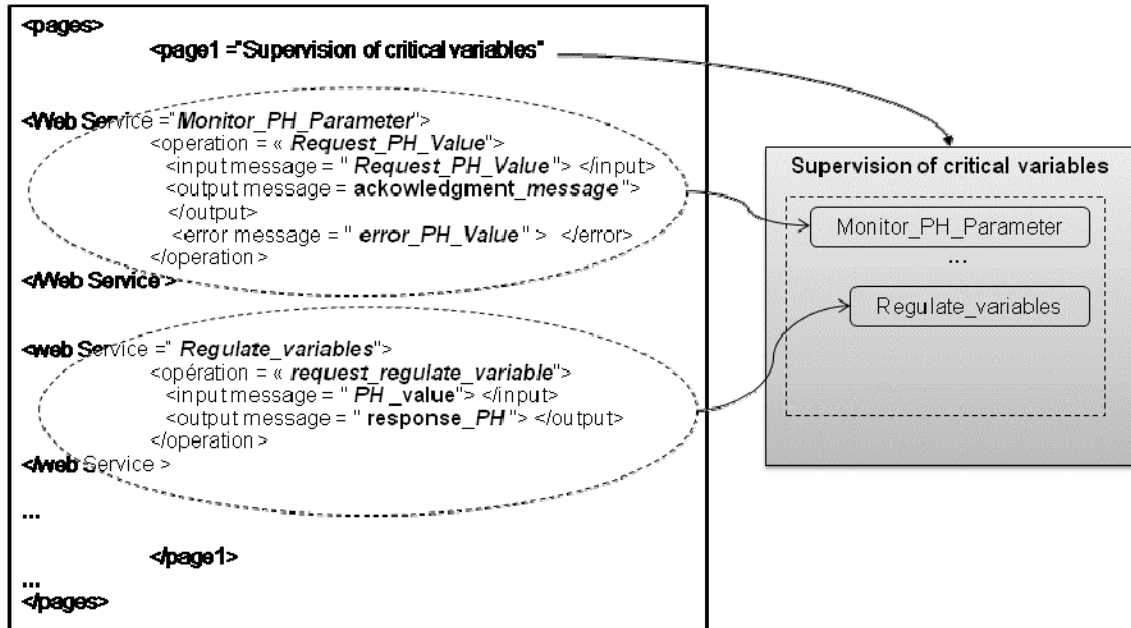 <pages>
<page1 ="Supervision of critical variables"
<Web Service ="Monitor_PH_Parameter">
<operation = « Request_PH_Value">
<input message = " Request_PH_Value"> </input>
<output message = ackowledgment_message">
</output>
<error message = " error_PH_Value" > </error>
</operation >
</Web Service >
<web Service =" Regulate_variables">
<opération = « request_regulate_variable">
<input message = " PH _value"> </input>
<output message = " response_PH"> </output>
</operation >
</web Service >
...
</page1>
...
</pages>
Supervision of critical variables
Monitor_PH_Parameter
...
Regulate_variables